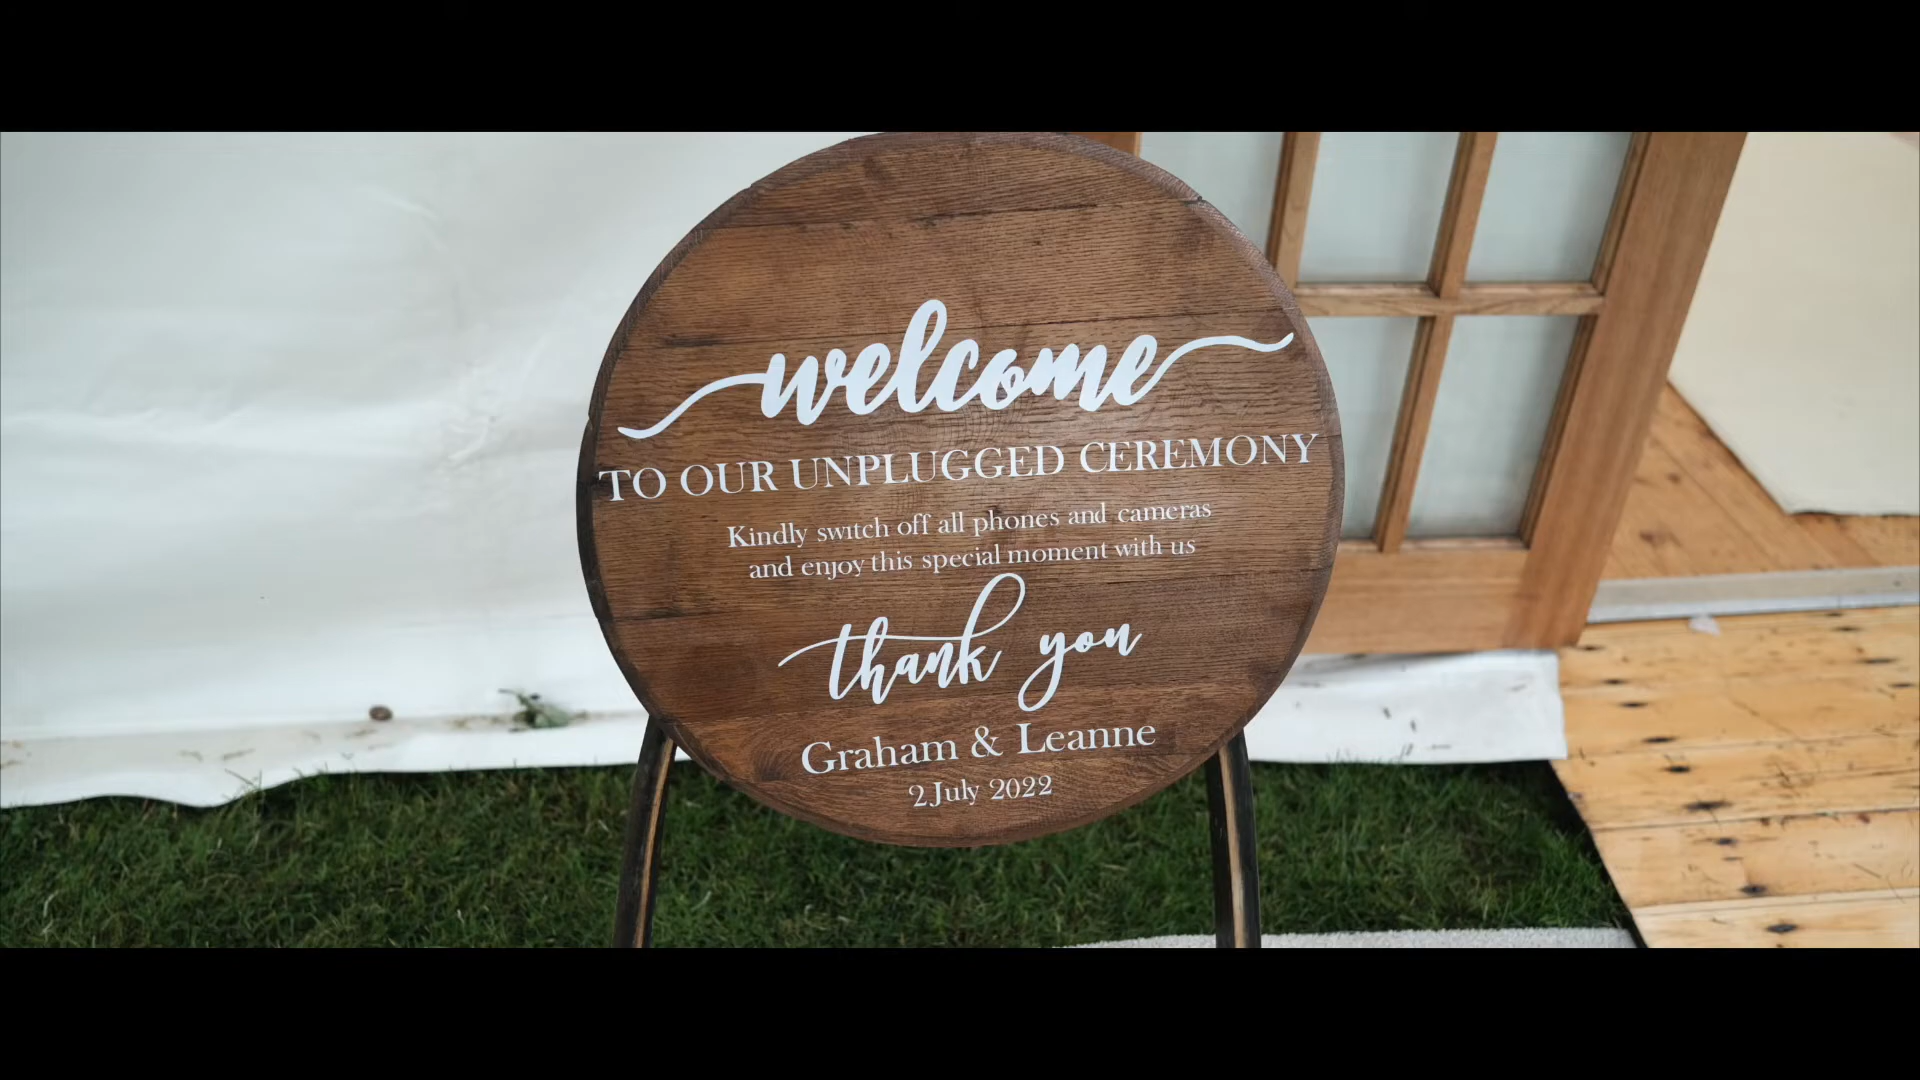 welcome
TO OUR UNPLUGGED CEREMONY
Kindly switch off all phones and cameras
and enjoy this special moment with us
thank you
Graham & Leanne
2 July 2022